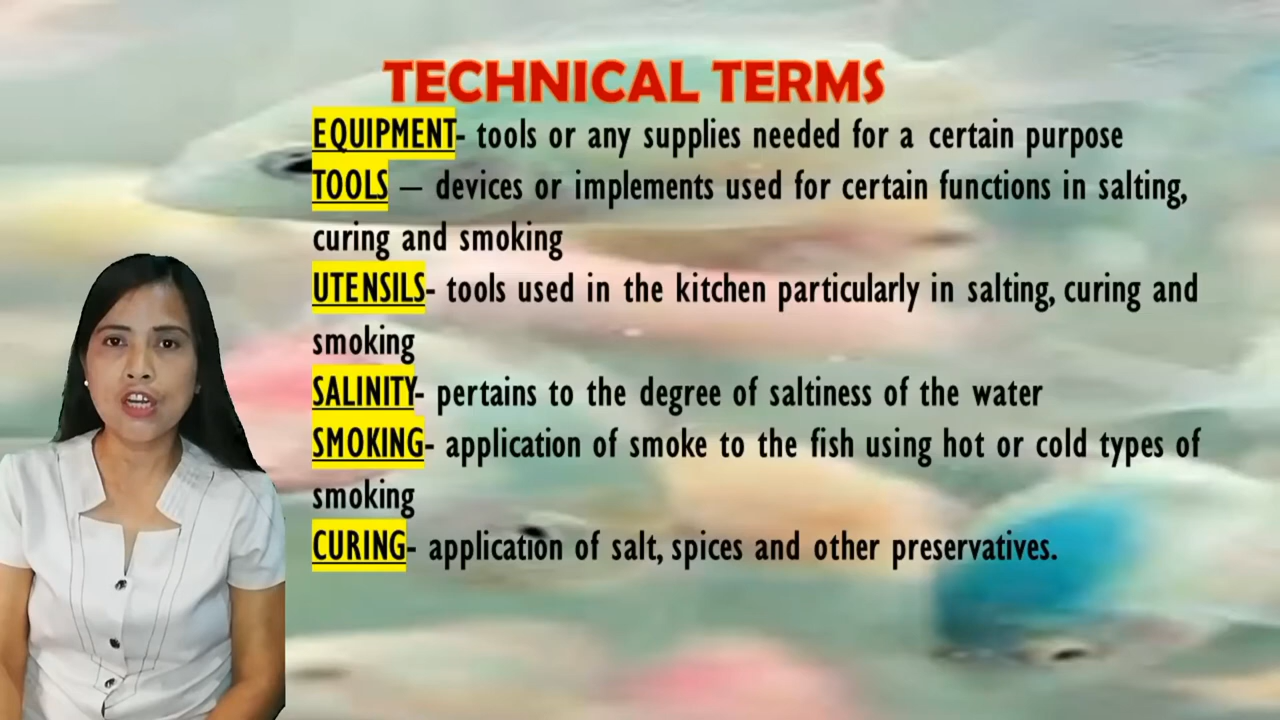 TECHNICAL TERMS
EQUIPMENT- tools or any supplies needed for a certain purpose
TOOLS – devices or implements used for certain functions in salting,
curing and smoking
UTENSILS- tools used in the kitchen particularly in salting, curing and
smoking
SALINITY- pertains to the degree of saltiness of the water
SMOKING- application of smoke to the fish using hot or cold types of
smoking
CURING- application of salt, spices and other preservatives.